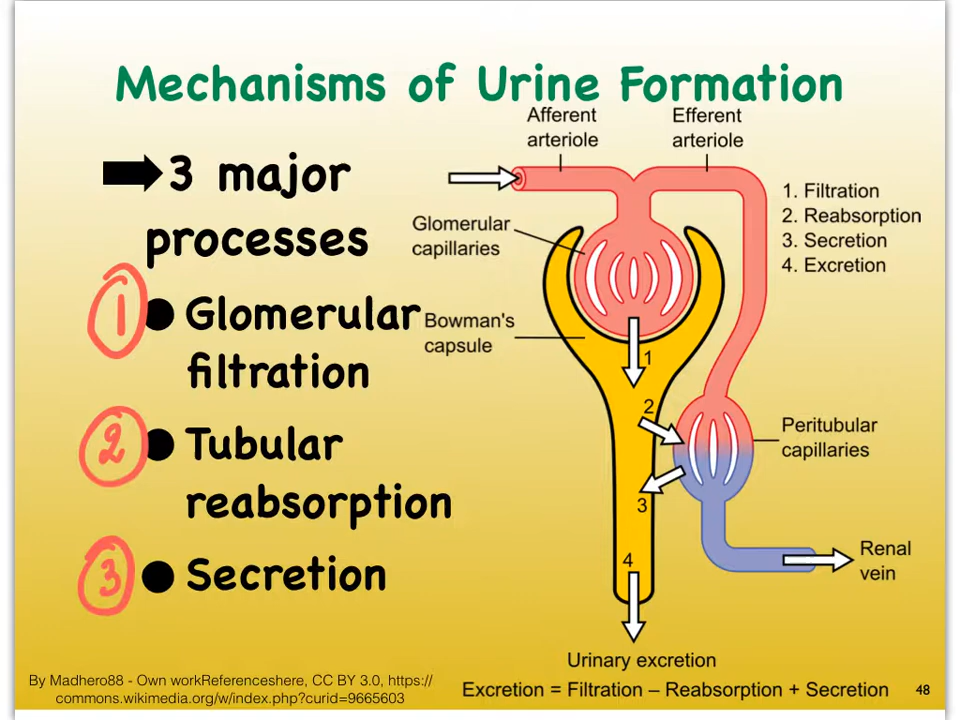 Mechanisms of Urine Formation
3 major
processes
1
Glomerular
filtration
2
Tubular
reabsorption
3
Secretion
Afferent
arteriole
Efferent
arteriole
1. Filtration
2. Reabsorption
3. Secretion
4. Excretion
Glomerular
capillaries
Bowman's
capsule
1
2
3
4
Peritubular
capillaries
Renal
vein
Urinary excretion
Excretion = Filtration – Reabsorption + Secretion
By Madhero88 - Own workReferenceshere, CC BY 3.0, https://
commons.wikimedia.org/w/index.php?curid=9665603
48